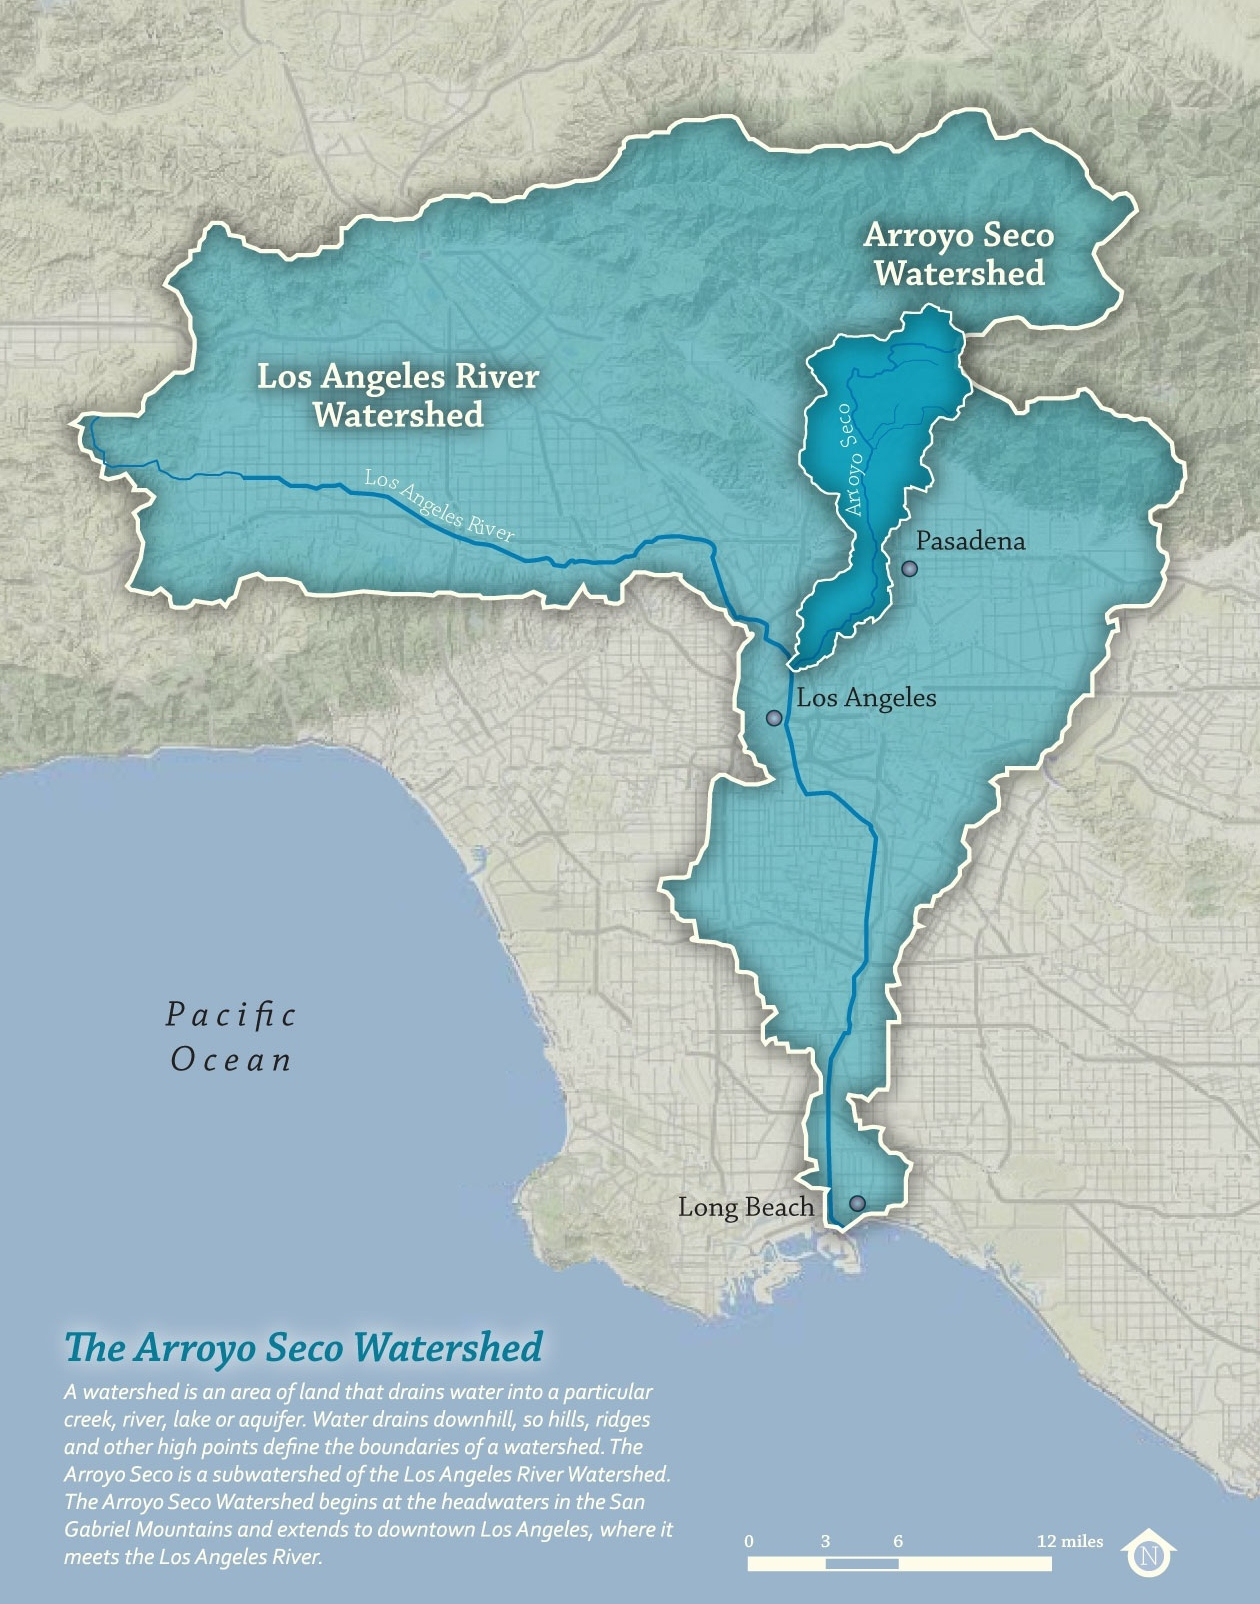 Arroyo Seco
Watershed
Los Angeles River
Watershed
Arroyo Seco
Los Angeles River
Pasadena
Los Angeles
Pacific
Ocean
Long Beach
The Arroyo Seco Watershed
A watershed is an area of land that drains water into a particular
creek, river, lake or aquifer. Water drains downhill, so hills, ridges
and other high points define the boundaries of a watershed. The
Arroyo Seco is a subwatershed of the Los Angeles River Watershed.
The Arroyo Seco Watershed begins at the headwaters in the San
Gabriel Mountains and extends to downtown Los Angeles, where it
meets the Los Angeles River.
0 3 6 12 miles
N